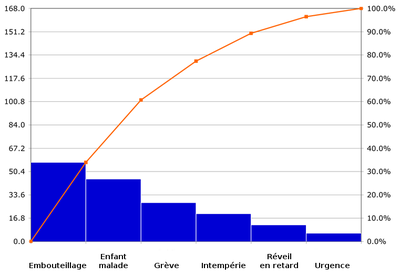 168.0 100.0%
151.2 90.0%
134.4 80.0%
117.6 70.0%
100.8 60.0%
84.0 50.0%
67.2 40.0%
50.4 30.0%
33.6 20.0%
16.8 10.0%
0.0 0.0%
Embouteillage
Enfant
malade
Grève
Intempérie
Réveil
en retard
Urgence